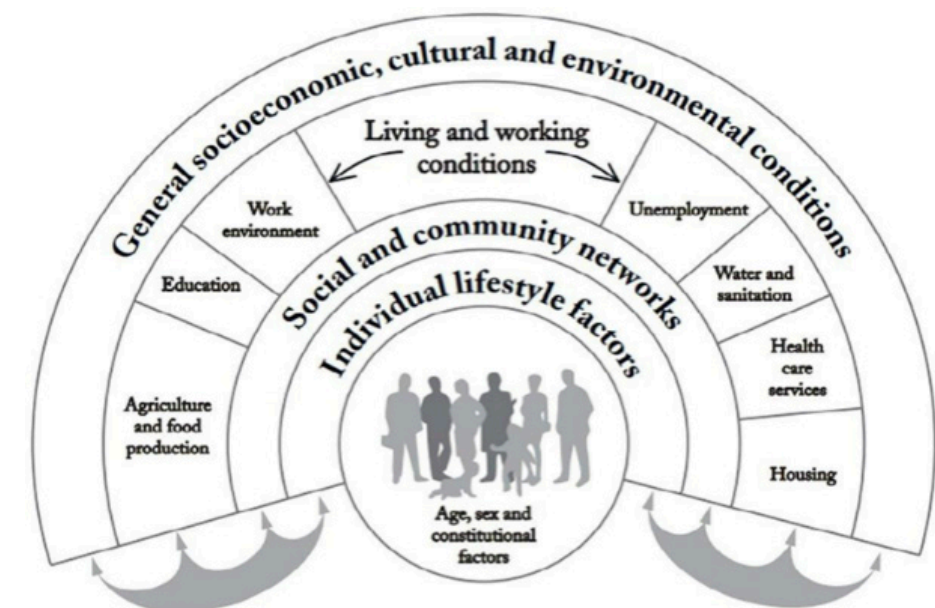 General socioeconomic, cultural and environmental conditions
Living and working
conditions
Work
environment
Unemployment
Education
Water and
sanitation
Agriculture
and food
production
Health
care
services
Housing
Social and community networks
Individual lifestyle factors
Age, sex and
constitutional
factors